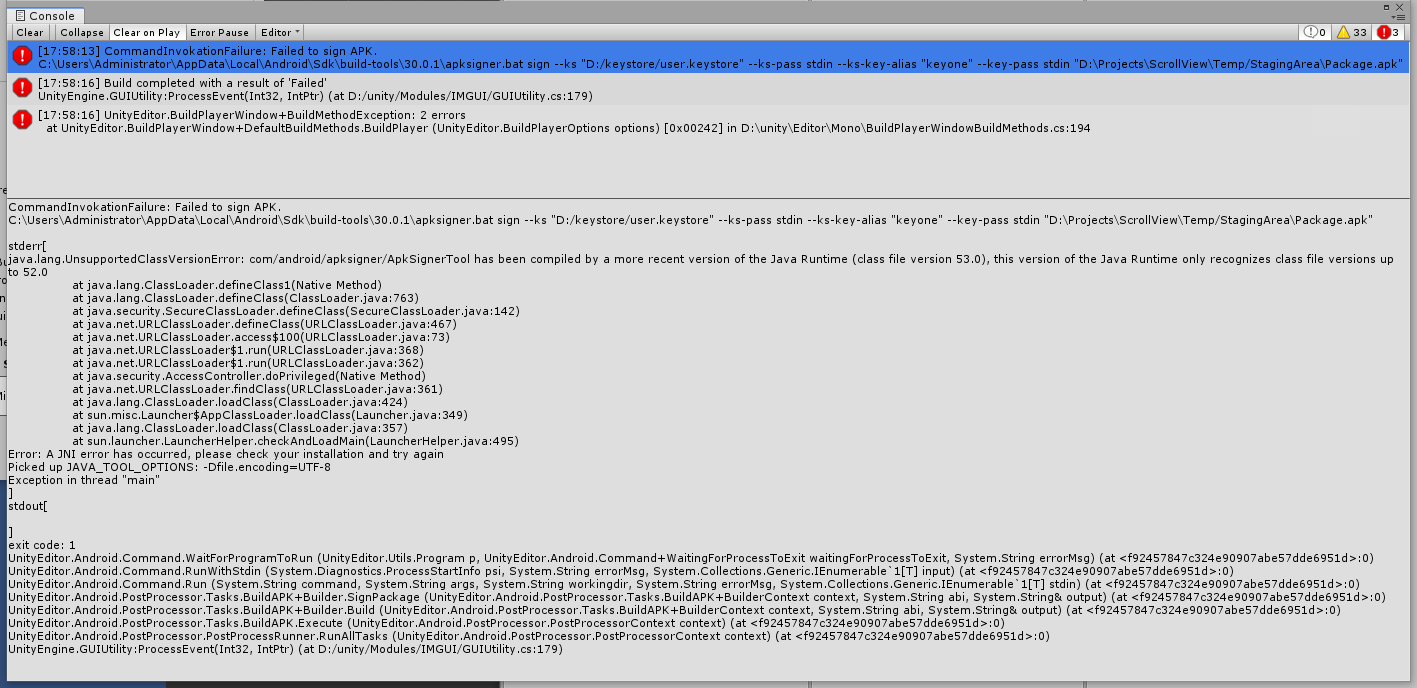 Console
Clear Collapse Clear on Play Error Pause Editor 0 33 3
[17:58:13] CommandInvokationFailure: Failed to sign APK.
C:\Users\Administrator\AppData\Local\Android\Sdk\build-tools\30.0.1\apksigner.bat sign --ks "D:/keystore/user.keystore" --ks-pass stdin --ks-key-alias "keyone" --key-pass stdin "D:\Projects\ScrollView\Temp/StagingArea\Package.apk"
[17:58:16] Build completed with a result of 'Failed'
UnityEngine.GUIUtility:ProcessEvent(Int32, IntPtr) (at D:/unity/Modules/IMGUI/GUIUtility.cs:179)
[17:58:16] UnityEditor.BuildPlayerWindow+BuildMethodException: 2 errors
at UnityEditor.BuildPlayerWindow+DefaultBuildMethods.BuildPlayer (UnityEditor.BuildPlayerOptions options) [0x00242] in D:\unity\Editor\Mono\BuildPlayerWindowBuildMethods.cs:194
CommandInvokationFailure: Failed to sign APK.
C:\Users\Administrator\AppData\Local\Android\Sdk\build-tools\30.0.1\apksigner.bat sign --ks "D:/keystore/user.keystore" --ks-pass stdin --ks-key-alias "keyone" --key-pass stdin "D:\Projects\ScrollView\Temp/StagingArea\Package.apk"
stderr[
java.lang.UnsupportedClassVersionError: com/android/apksigner/ApkSignerTool has been compiled by a more recent version of the Java Runtime (class file version 53.0), this version of the Java Runtime only recognizes class file versions up
to 52.0
at java.lang.ClassLoader.defineClass1(Native Method)
at java.lang.ClassLoader.defineClass(ClassLoader.java:763)
at java.security.SecureClassLoader.defineClass(SecureClassLoader.java:142)
at java.net.URLClassLoader.defineClass(URLClassLoader.java:467)
at java.net.URLClassLoader.access$100(URLClassLoader.java:73)
at java.net.URLClassLoader$1.run(URLClassLoader.java:368)
at java.net.URLClassLoader$1.run(URLClassLoader.java:362)
at java.security.AccessController.doPrivileged(Native Method)
at java.net.URLClassLoader.findClass(URLClassLoader.java:361)
at java.lang.ClassLoader.loadClass(ClassLoader.java:424)
at sun.misc.Launcher$AppClassLoader.loadClass(Launcher.java:349)
at java.lang.ClassLoader.loadClass(ClassLoader.java:357)
at sun.launcher.LauncherHelper.checkAndLoadMain(LauncherHelper.java:495)
Error: A JNI error has occurred, please check your installation and try again
Picked up JAVA_TOOL_OPTIONS: -Dfile.encoding=UTF-8
Exception in thread "main"
]
stdout[
]
exit code: 1
UnityEditor.Android.Command.WaitForProgramToRun (UnityEditor.Utils.Program p, UnityEditor.Android.Command+WaitingForProcessToExit waitingForProcessToExit, System.String errorMsg) (at <f92457847c324e90907abe57dde6951d>:0)
UnityEditor.Android.Command.RunWithStdin (System.Diagnostics.ProcessStartInfo psi, System.String errorMsg, System.Collections.Generic.IEnumerable`1[T] input) (at <f92457847c324e90907abe57dde6951d>:0)
UnityEditor.Android.Command.Run (System.String command, System.String args, System.String workingdir, System.String errorMsg, System.Collections.Generic.IEnumerable`1[T] stdin) (at <f92457847c324e90907abe57dde6951d>:0)
UnityEditor.Android.PostProcessor.Tasks.BuildAPK+Builder.SignPackage (UnityEditor.Android.PostProcessor.Tasks.BuildAPK+BuilderContext context, System.String abi, System.String& output) (at <f92457847c324e90907abe57dde6951d>:0)
UnityEditor.Android.PostProcessor.Tasks.BuildAPK+Builder.Build (UnityEditor.Android.PostProcessor.Tasks.BuildAPK+BuilderContext context, System.String abi, System.String& output) (at <f92457847c324e90907abe57dde6951d>:0)
UnityEditor.Android.PostProcessor.Tasks.BuildAPK.Execute (UnityEditor.Android.PostProcessor.PostProcessorContext context) (at <f92457847c324e90907abe57dde6951d>:0)
UnityEditor.Android.PostProcessor.PostProcessRunner.RunAllTasks (UnityEditor.Android.PostProcessor.PostProcessorContext context) (at <f92457847c324e90907abe57dde6951d>:0)
UnityEngine.GUIUtility:ProcessEvent(Int32, IntPtr) (at D:/unity/Modules/IMGUI/GUIUtility.cs:179)